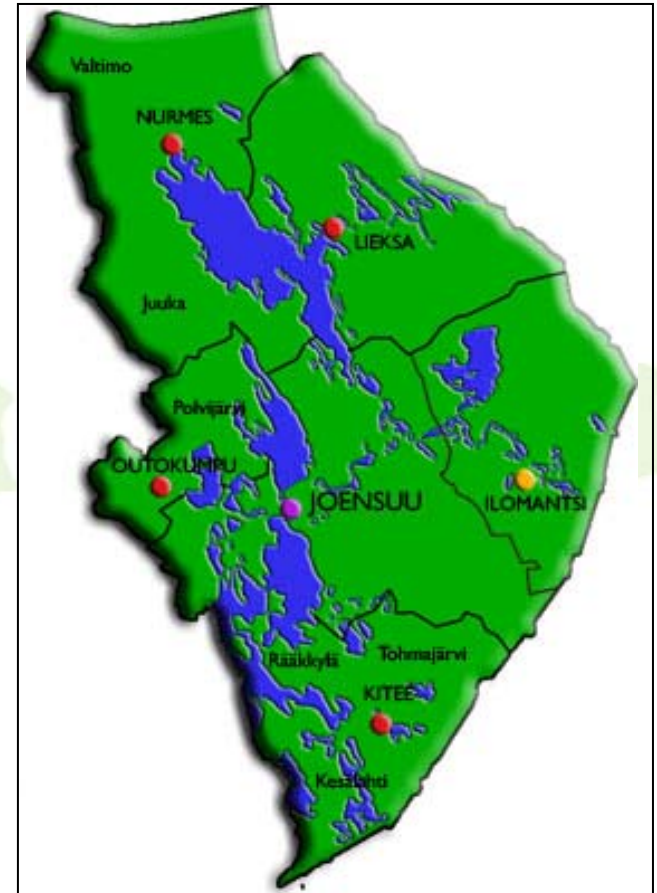 Valtimo
NURMES
LIEKSA
Juuka
Polvijärvi
OUTOKUMPU
JOENSUU
ILOMANTSI
Rääkkylä
Tohmajärvi
KITEE
Kesälahti